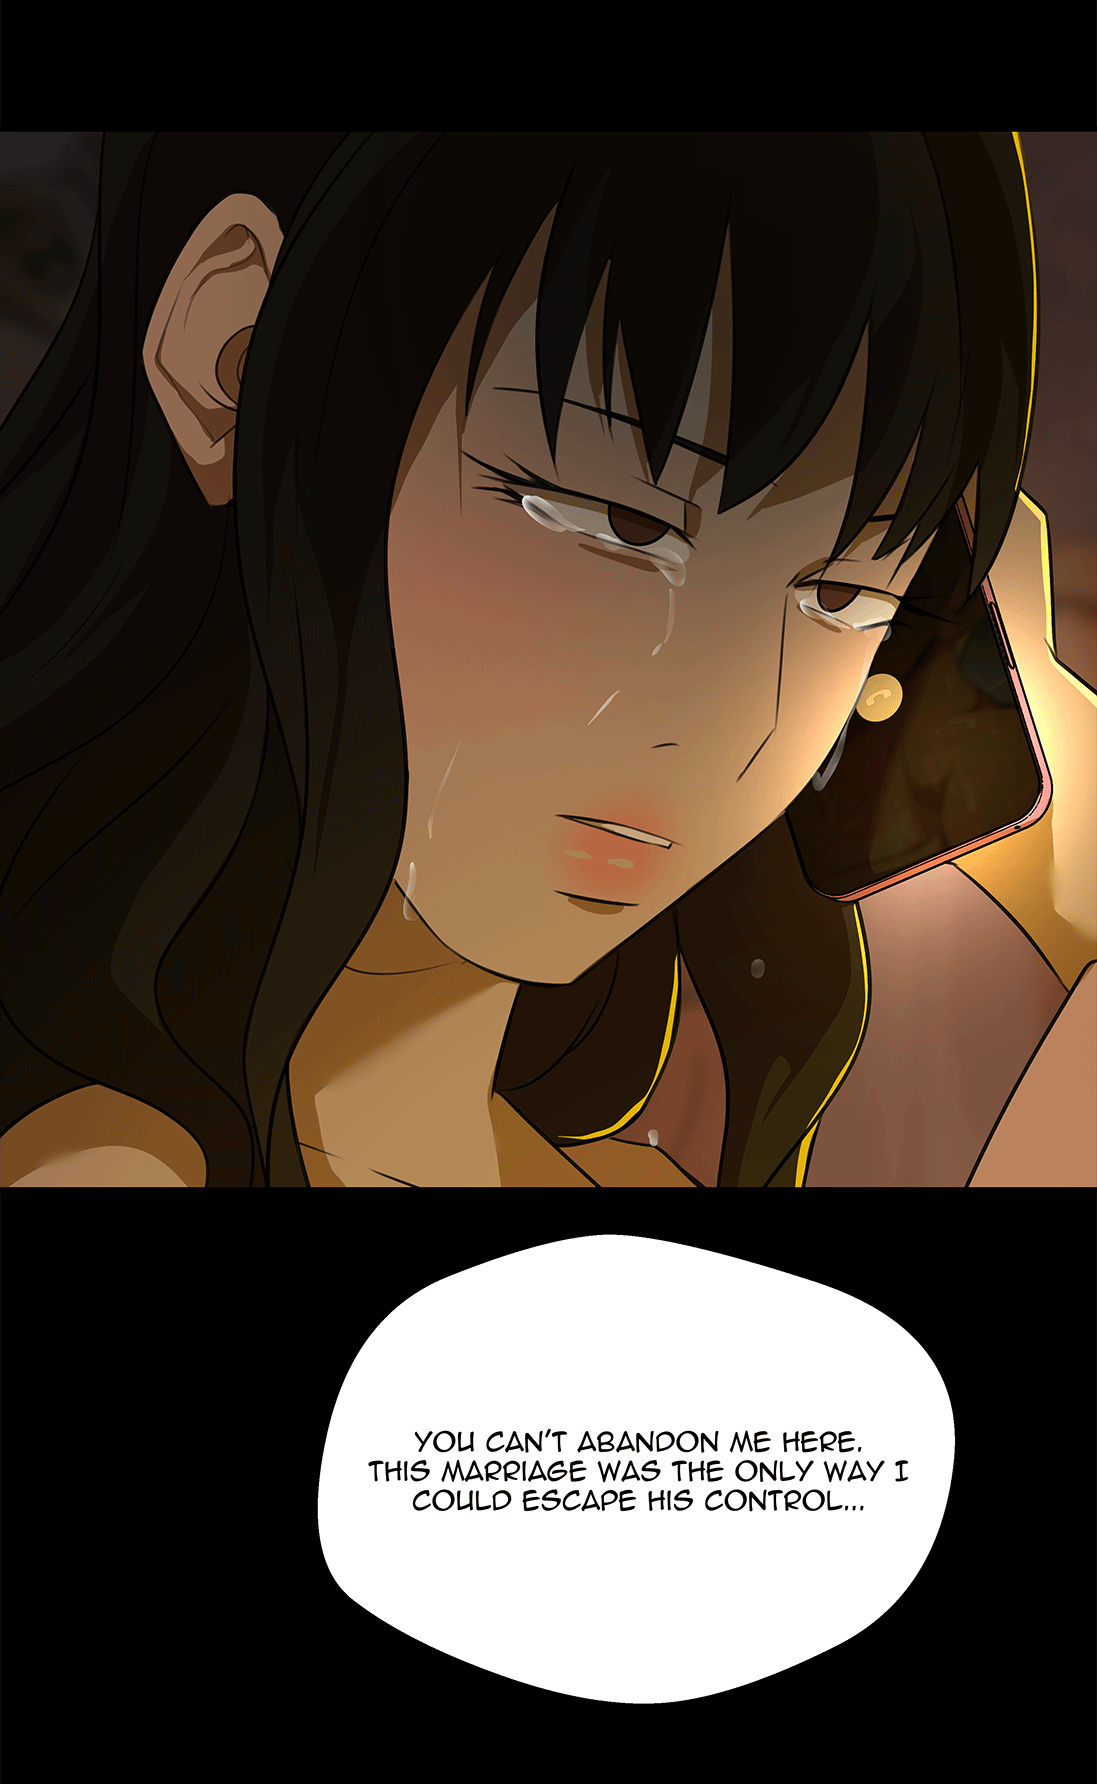 YOU CAN'T ABANDON ME HERE.
THIS MARRIAGE WAS THE ONLY WAY I
COULD ESCAPE HIS CONTROL...